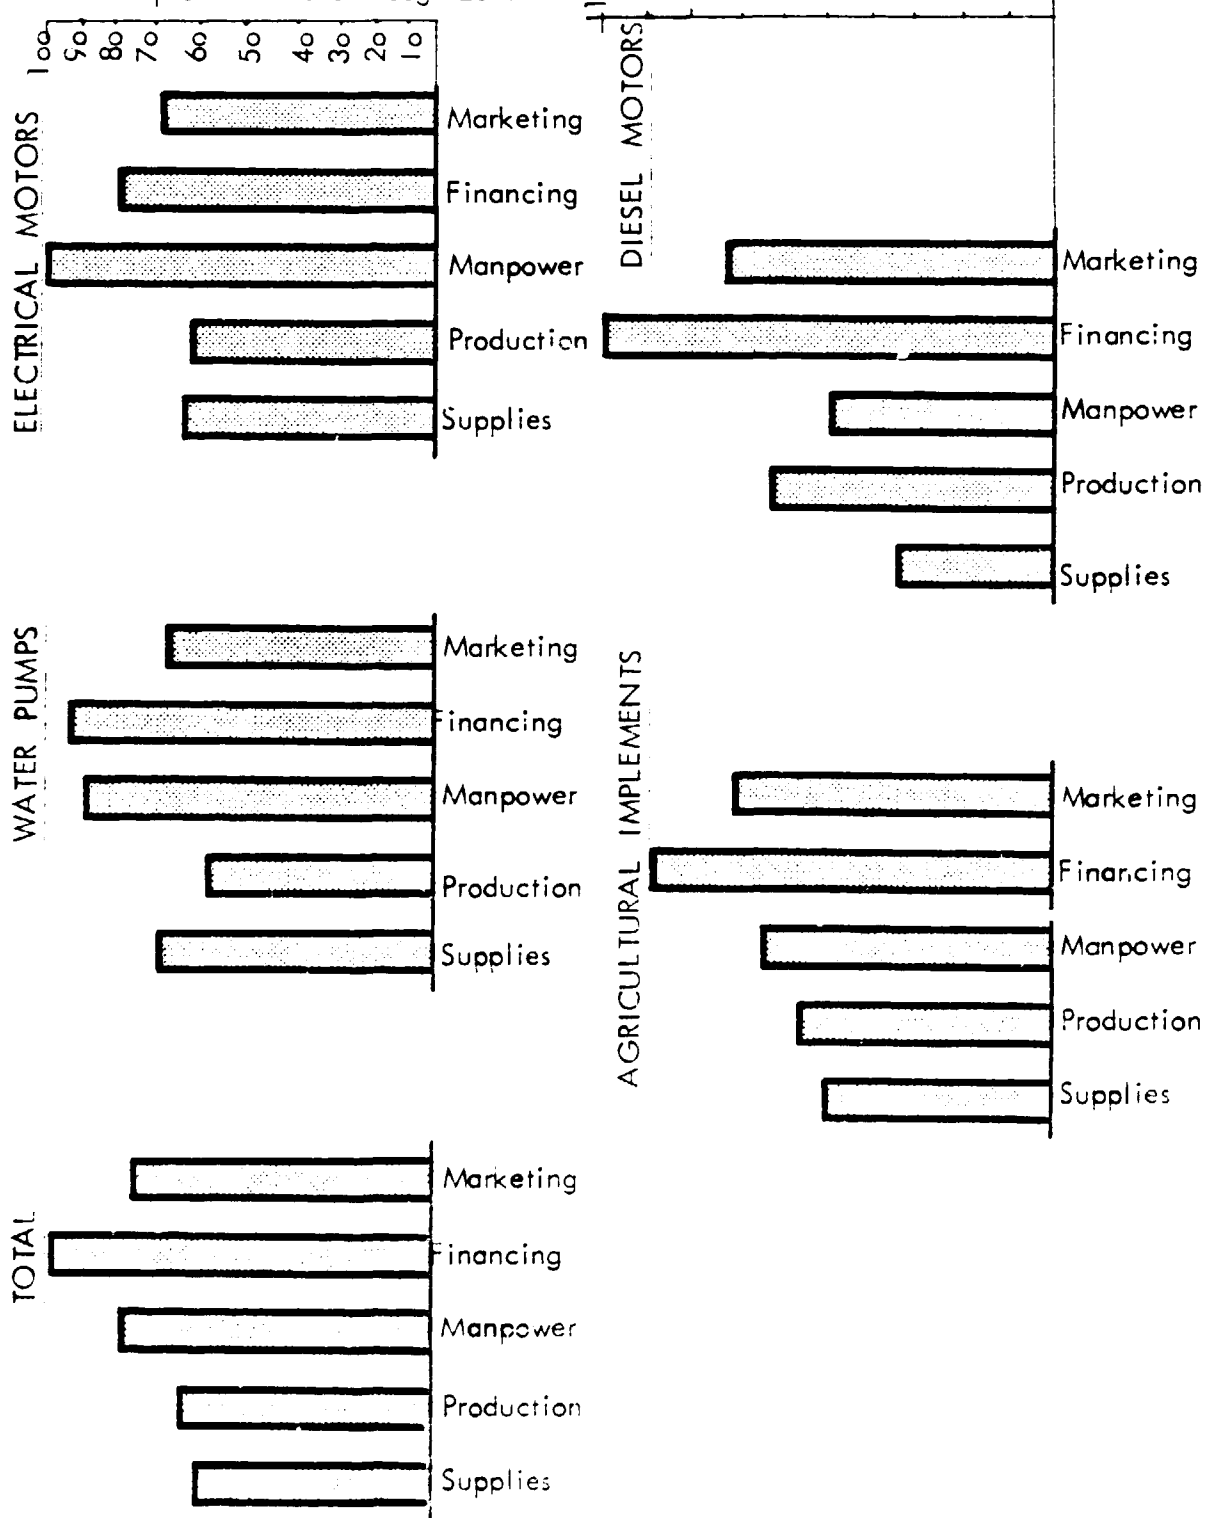 100 90 80 70 60 50 40 30 20 10
ELECTRICAL MOTORS
Marketing
Financing
Manpower
Production
Supplies
WATER PUMPS
Marketing
Financing
Manpower
Production
Supplies
TOTAL
Marketing
Financing
Manpower
Production
Supplies
DIESEL MOTORS
Marketing
Financing
Manpower
Production
Supplies
AGRICULTURAL IMPLEMENTS
Marketing
Financing
Manpower
Production
Supplies